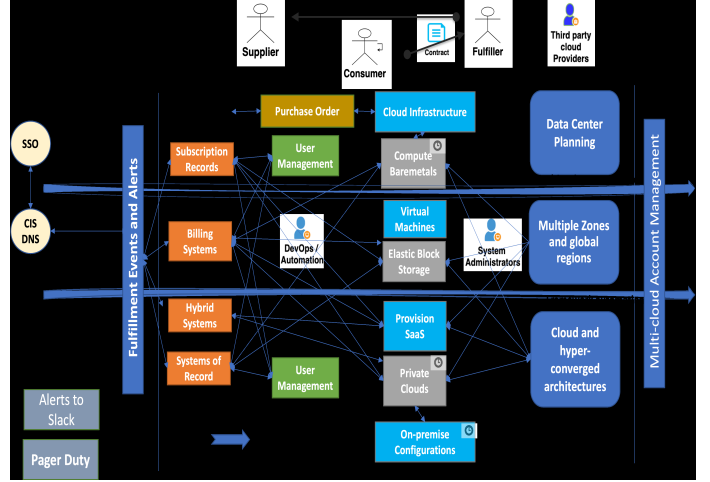 Supplier
Consumer
Contract
Fulfiller
Third party
cloud
Providers
Purchase Order
Cloud Infrastructure
SSO
CIS
DNS
Fulfillment Events and Alerts
Subscription
Records
User
Management
Compute
Baremetals
Data Center
Planning
Billing
Systems
DevOps /
Automation
Virtual
Machines
Elastic Block
Storage
System
Administrators
Multiple Zones
and global
regions
Hybrid
Systems
Provision
SaaS
Cloud and
hyper-
converged
architectures
Systems of
Record
User
Management
Private
Clouds
On-premise
Configurations
Multi-cloud Account Management
Alerts to
Slack
Pager Duty